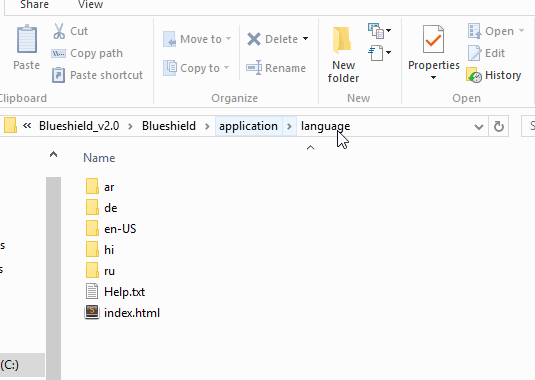 Share View
Cut
Copy path
Paste
Paste shortcut
Move to
Copy to
Delete
Rename
New
folder
Properties
Open
Edit
History
Clipboard
Organize
New
Open
« Blueshield_v2.0 > Blueshield > application > language
Name
ar
de
en-US
hi
ru
Help.txt
index.html
(C:)